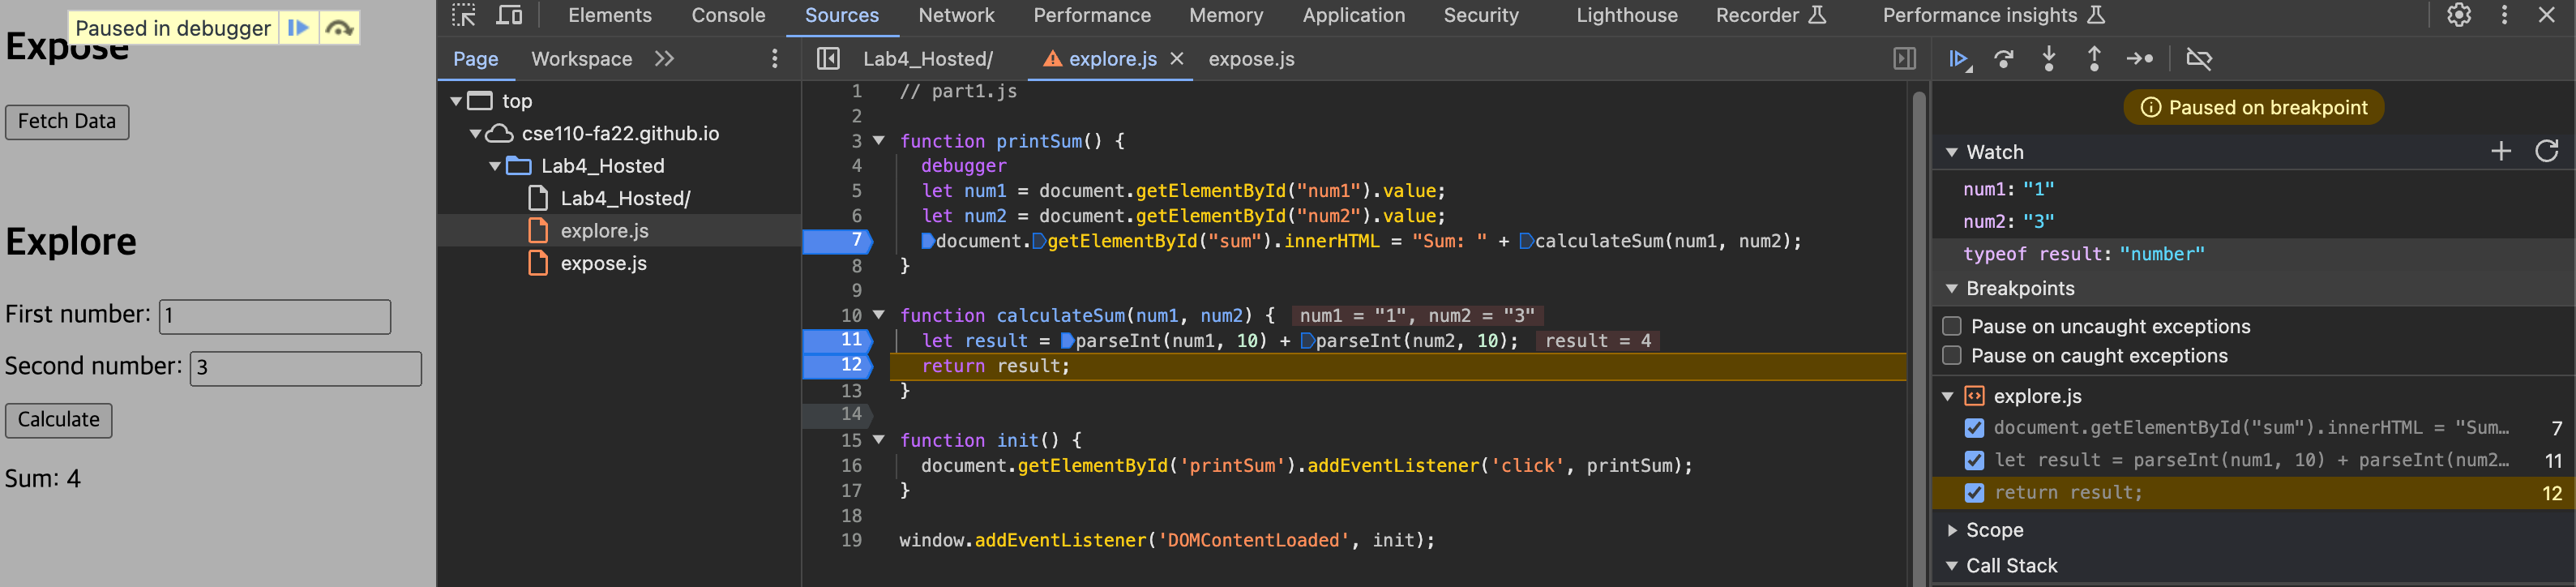 Paused in debugger
Expose
Fetch Data
Explore
First number: 1
Second number: 3
Calculate
Sum: 4
Elements Console Sources Network Performance Memory Application Security Lighthouse Recorder Performance insights
Page Workspace
top
cse110-fa22.github.io
Lab4_Hosted
Lab4_Hosted/
explore.js
expose.js
Lab4_Hosted/ explore.js expose.js
1 // part1.js
2
3 function printSum() {
4 debugger
5 let num1 = document.getElementById("num1").value;
6 let num2 = document.getElementById("num2").value;
7 document.getElementById("sum").innerHTML = "Sum: " + calculateSum(num1, num2);
8 }
9
10 function calculateSum(num1, num2) { num1 = "1", num2 = "3"
11 let result = parseInt(num1, 10) + parseInt(num2, 10); result = 4
12 return result;
13 }
14
15 function init() {
16 document.getElementById('printSum').addEventListener('click', printSum);
17 }
18
19 window.addEventListener('DOMContentLoaded', init);
Paused on breakpoint
Watch
num1: "1"
num2: "3"
typeof result: "number"
Breakpoints
Pause on uncaught exceptions
Pause on caught exceptions
explore.js
document.getElementById("sum").innerHTML = "Sum… 7
let result = parseInt(num1, 10) + parseInt(num2… 11
return result; 12
Scope
Call Stack